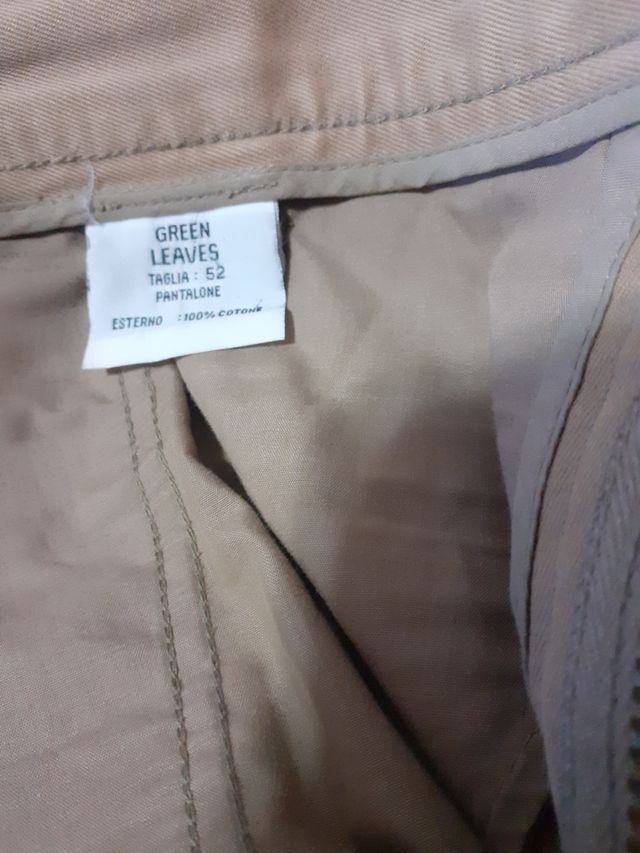 GREEN
LEAVES
TAGLIA : 52
PANTALONE
ESTERNO :100% COTONE